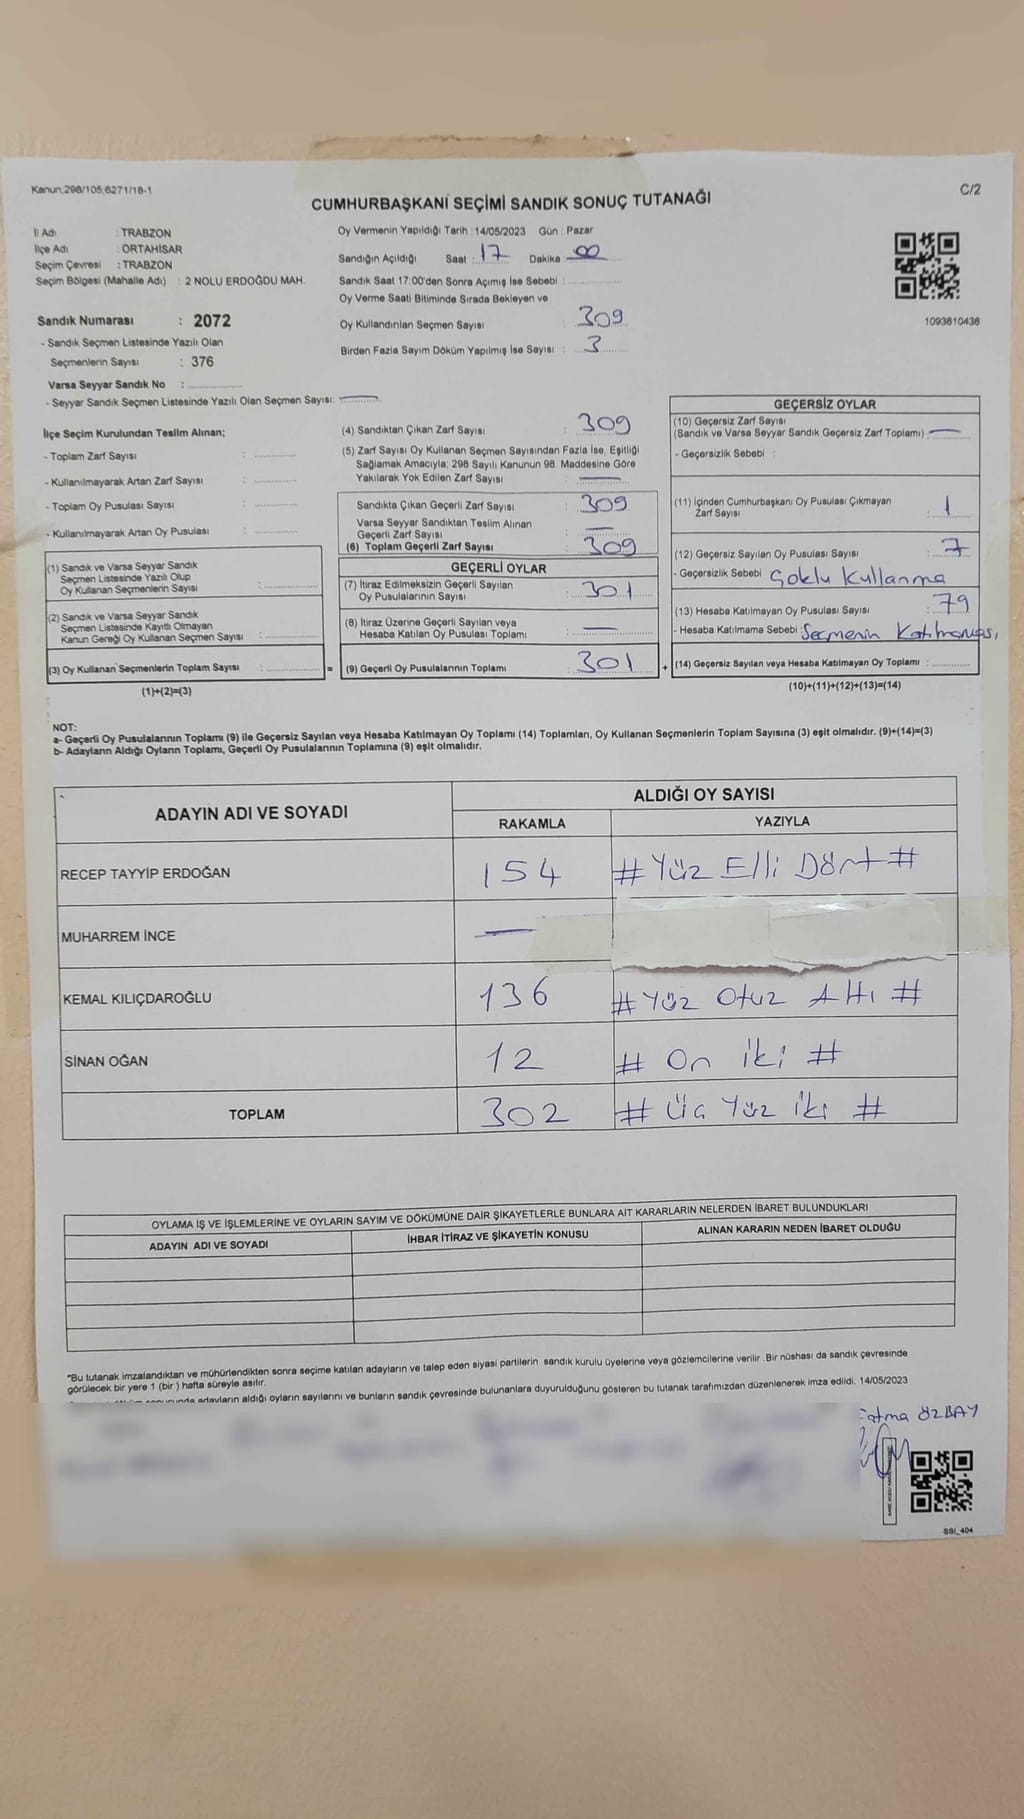 Kanun,298/105,6271/18-1
C/2
CUMHURBAŞKANI SEÇİMİ SANDIK SONUÇ TUTANAĞI
İl Adı : TRABZON
İlçe Adı : ORTAHİSAR
Seçim Çevresi : TRABZON
Seçim Bölgesi (Mahalle Adı) : 2 NOLU ERDOĞDU MAH.
Sandık Numarası : 2072
- Sandık Seçmen Listesinde Yazılı Olan
Seçmenlerin Sayısı : 376
Varsa Seyyar Sandık No :
- Seyyar Sandık Seçmen Listesinde Yazılı Olan Seçmen Sayısı: —
Oy Vermenin Yapıldığı Tarih : 14/05/2023 Gün : Pazar
Sandığın Açıldığı Saat : 17 Dakika : 00
Sandık Saat 17:00'den Sonra Açımış İse Sebebi :
Oy Verme Saati Bitiminde Sırada Bekleyen ve
Oy Kullandırılan Seçmen Sayısı : 309
Birden Fazla Sayım Döküm Yapılmış İse Sayısı : 3
1093610436
İlçe Seçim Kurulundan Teslim Alınan;
- Toplam Zarf Sayısı :
- Kullanılmayarak Artan Zarf Sayısı :
- Toplam Oy Pusulası Sayısı :
- Kullanılmayarak Artan Oy Pusulası :
(1) Sandık ve Varsa Seyyar Sandık
Seçmen Listesinde Yazılı Olup
Oy Kullanan Seçmenlerin Sayısı :
(2) Sandık ve Varsa Seyyar Sandık
Seçmen Listesinde Kayıtlı Olmayan
Kanun Gereği Oy Kullanan Seçmen Sayısı :
(3) Oy Kullanan Seçmenlerin Toplam Sayısı : =
(1)+(2)=(3)
(4) Sandıktan Çıkan Zarf Sayısı : 309
(5) Zarf Sayısı Oy Kullanan Seçmen Sayısından Fazla İse, Eşitliği
Sağlamak Amacıyla; 298 Sayılı Kanunun 98. Maddesine Göre
Yakılarak Yok Edilen Zarf Sayısı : —
Sandıkta Çıkan Geçerli Zarf Sayısı : 309
Varsa Seyyar Sandıktan Teslim Alınan
Geçerli Zarf Sayısı : —
(6) Toplam Geçerli Zarf Sayısı : 309
GEÇERLİ OYLAR
(7) İtiraz Edilmeksizin Geçerli Sayılan
Oy Pusulalarının Sayısı : 301
(8) İtiraz Üzerine Geçerli Sayılan veya
Hesaba Katılan Oy Pusulası Toplamı : —
(9) Geçerli Oy Pusulalarının Toplamı : 301 +
GEÇERSİZ OYLAR
(10) Geçersiz Zarf Sayısı
(Sandık ve Varsa Seyyar Sandık Geçersiz Zarf Toplamı) : —
- Geçersizlik Sebebi :
(11) İçinden Cumhurbaşkanı Oy Pusulası Çıkmayan
Zarf Sayısı : 1
(12) Geçersiz Sayılan Oy Pusulası Sayısı : 7
- Geçersizlik Sebebi : Çoklu Kullanma
(13) Hesaba Katılmayan Oy Pusulası Sayısı : 79
- Hesaba Katılmama Sebebi : Seçmenin Katılmaması
(14) Geçersiz Sayılan veya Hesaba Katılmayan Oy Toplamı :
(10)+(11)+(12)+(13)=(14)
NOT:
a- Geçerli Oy Pusulalarının Toplamı (9) ile Geçersiz Sayılan veya Hesaba Katılmayan Oy Toplamı (14) Toplamları, Oy Kullanan Seçmenlerin Toplam Sayısına (3) eşit olmalıdır. (9)+(14)=(3)
b- Adayların Aldığı Oyların Toplamı, Geçerli Oy Pusulalarının Toplamına (9) eşit olmalıdır.
ADAYIN ADI VE SOYADI
ALDIĞI OY SAYISI
RAKAMLA YAZIYLA
RECEP TAYYİP ERDOĞAN 154 # Yüz Elli Dört #
MUHARREM İNCE —
KEMAL KILIÇDAROĞLU 136 # Yüz Otuz Altı #
SİNAN OĞAN 12 # On iki #
TOPLAM 302 # Üç Yüz iki #
OYLAMA İŞ VE İŞLEMLERİNE VE OYLARIN SAYIM VE DÖKÜMÜNE DAİR ŞİKAYETLERLE BUNLARA AİT KARARLARIN NELERDEN İBARET BULUNDUKLARI
ADAYIN ADI VE SOYADI İHBAR İTİRAZ VE ŞİKAYETİN KONUSU ALINAN KARARIN NEDEN İBARET OLDUĞU
"Bu tutanak imzalandıktan ve mühürlendikten sonra seçime katılan adayların ve talep eden siyasi partilerin sandık kurulu üyelerine veya gözlemcilerine verilir .Bir nüshası da sandık çevresinde
görülecek bir yere 1 (bir ) hafta süreyle asılır.
adayların aldığı oyların sayılarını ve bunların sandık çevresinde bulunanlara duyurulduğunu gösteren bu tutanak tarafımızdan düzenlenerek imza edildi. 14/05/2023
Fatma ÖZBAY
SSI_404